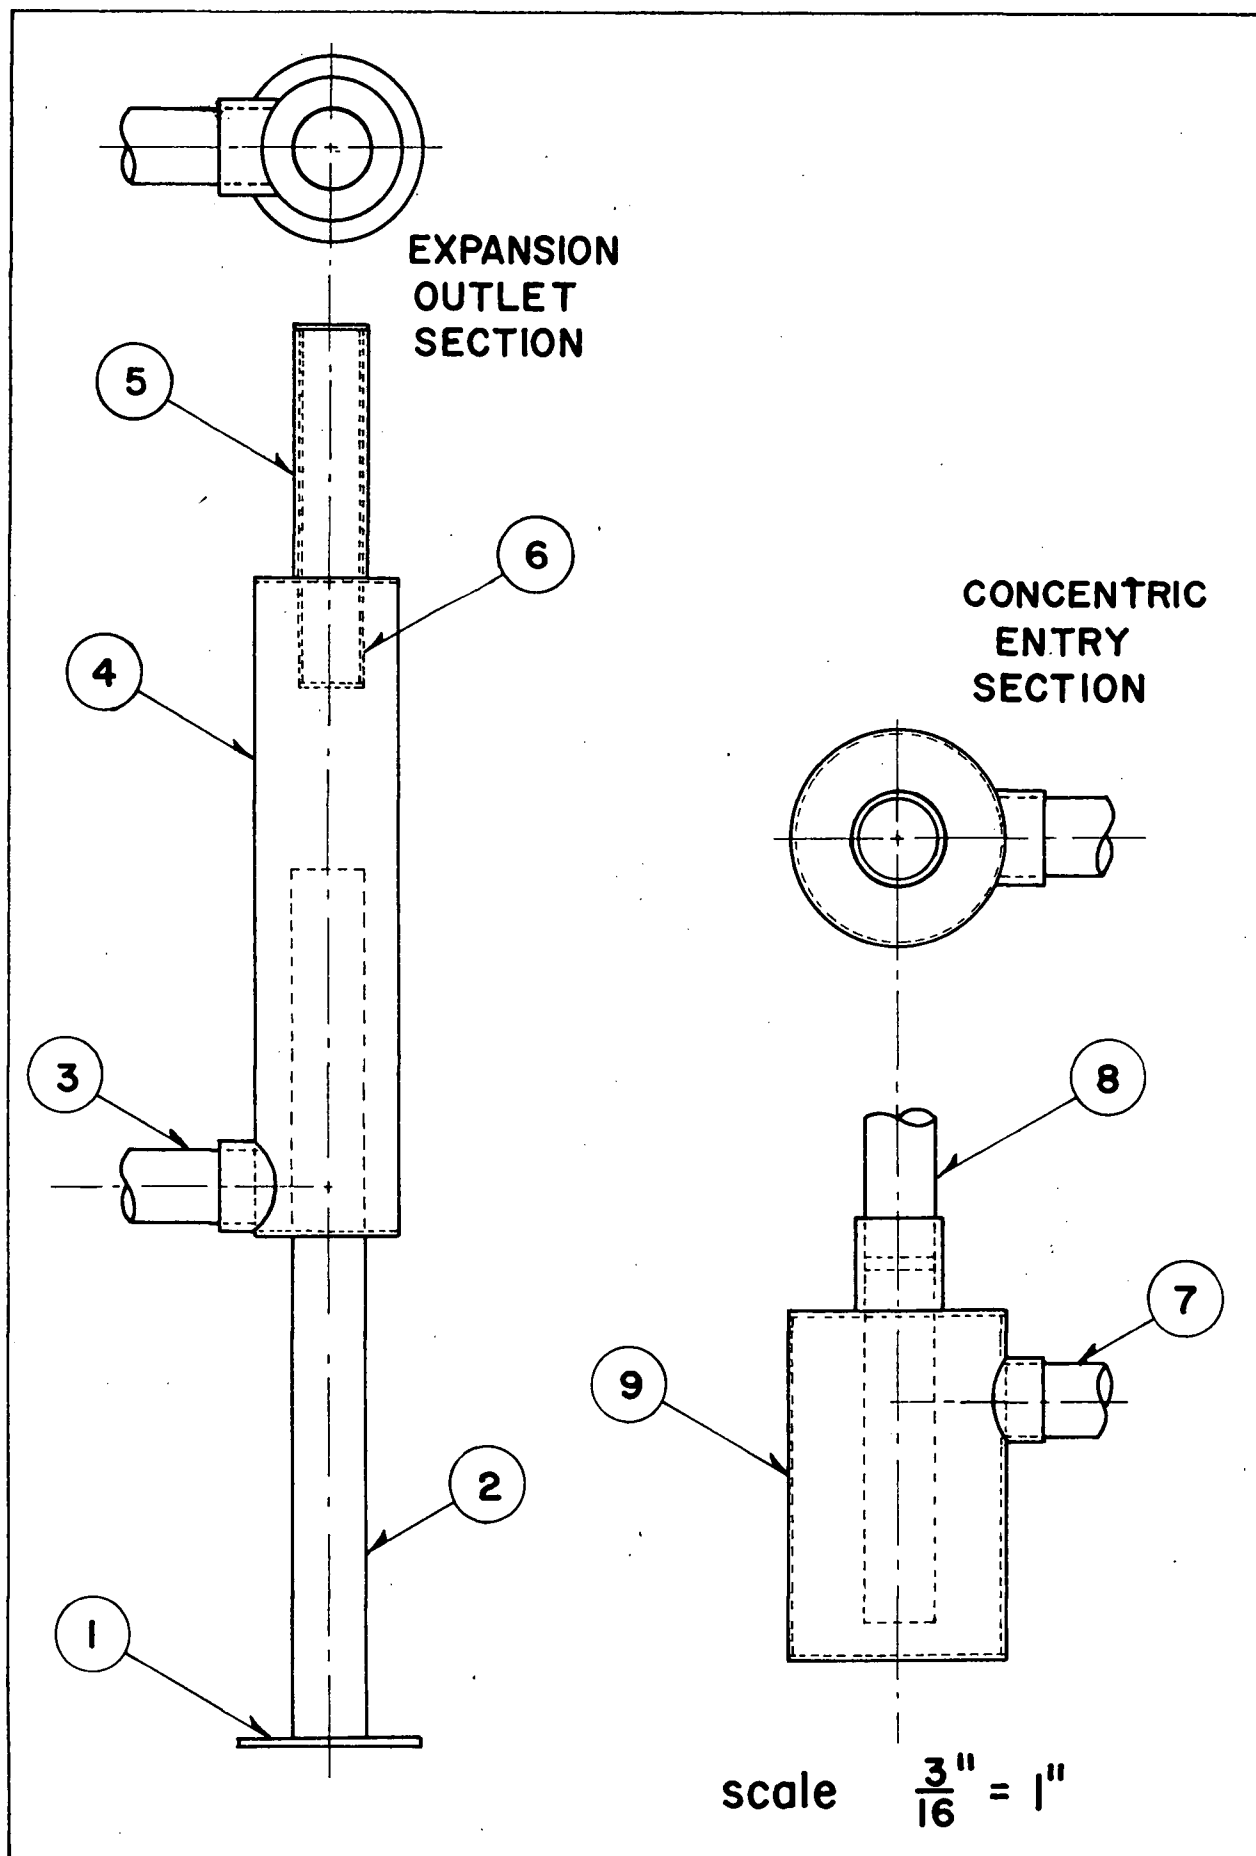 EXPANSION
OUTLET
SECTION
5
6
4
CONCENTRIC
ENTRY
SECTION
3
8
7
9
2
1
scale 3/16" = 1"